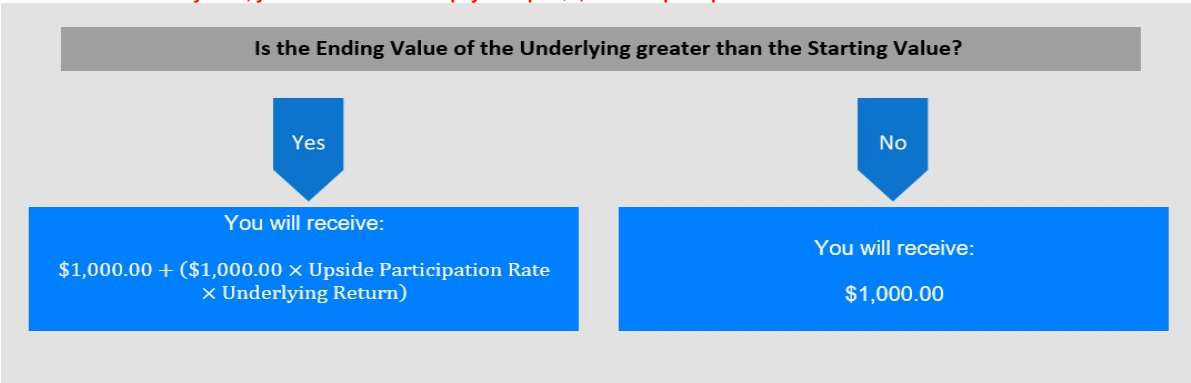 Is the Ending Value of the Underlying greater than the Starting Value?
Yes
No
You will receive:
$1,000.00 + ($1,000.00 × Upside Participation Rate
× Underlying Return)
You will receive:
$1,000.00